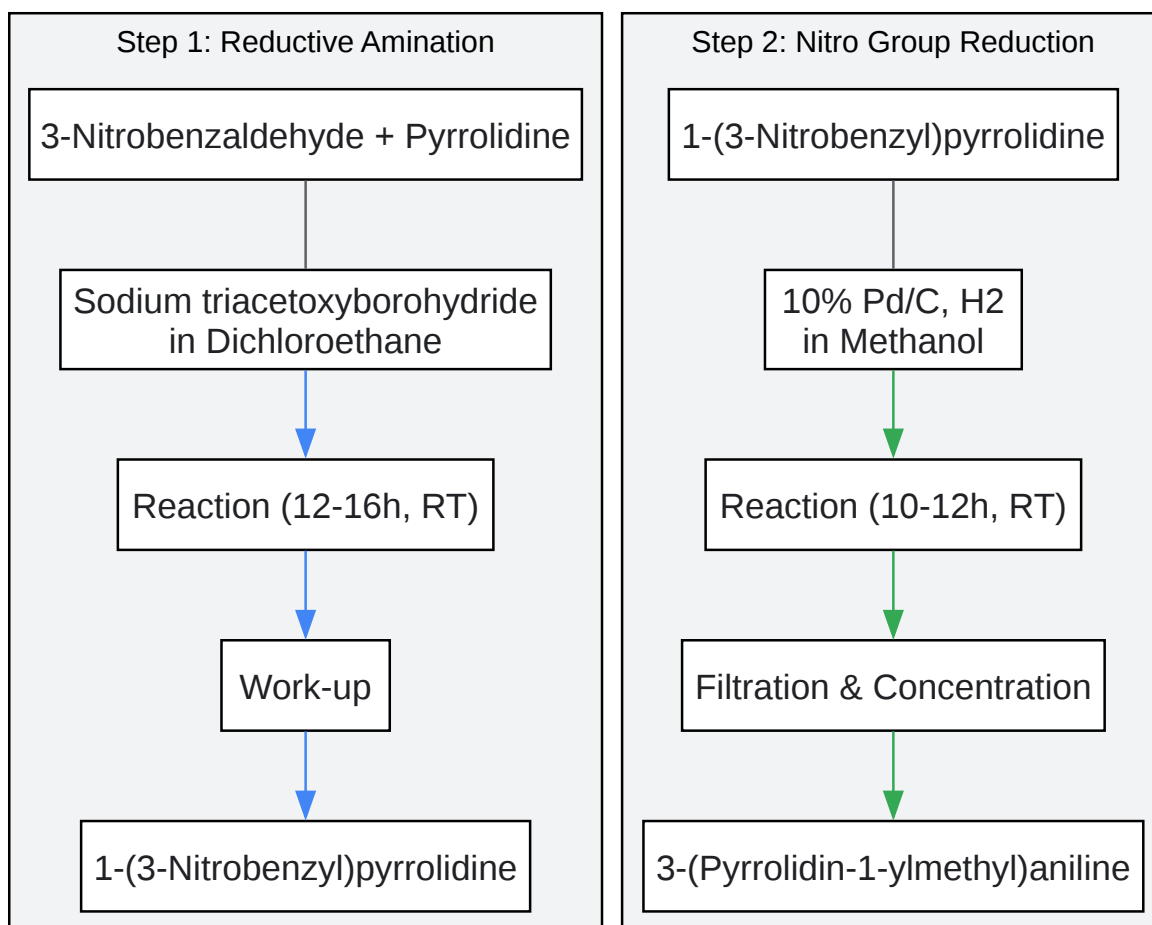 Step 1: Reductive Amination
3-Nitrobenzaldehyde + Pyrrolidine
Sodium triacetoxyborohydride
in Dichloroethane
Reaction (12-16h, RT)
Work-up
1-(3-Nitrobenzyl)pyrrolidine
Step 2: Nitro Group Reduction
1-(3-Nitrobenzyl)pyrrolidine
10% Pd/C, H2
in Methanol
Reaction (10-12h, RT)
Filtration & Concentration
3-(Pyrrolidin-1-ylmethyl)aniline